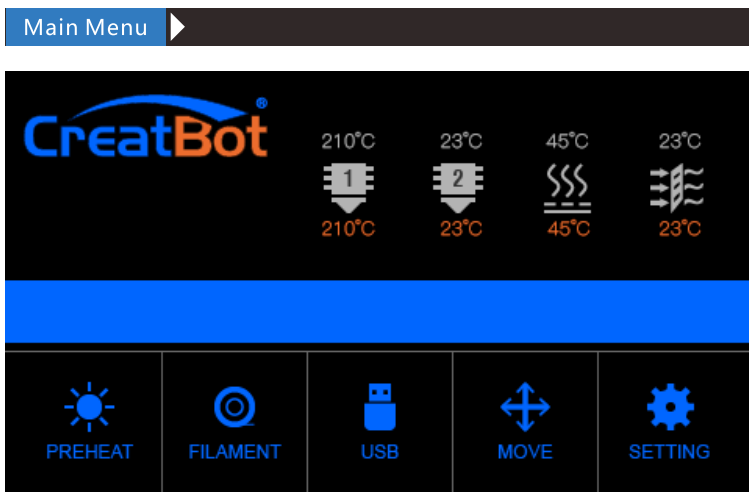 Main Menu
CreatBot®
210°C 23°C 45°C 23°C
1 2
210°C 23°C 45°C 23°C
PREHEAT FILAMENT USB MOVE SETTING